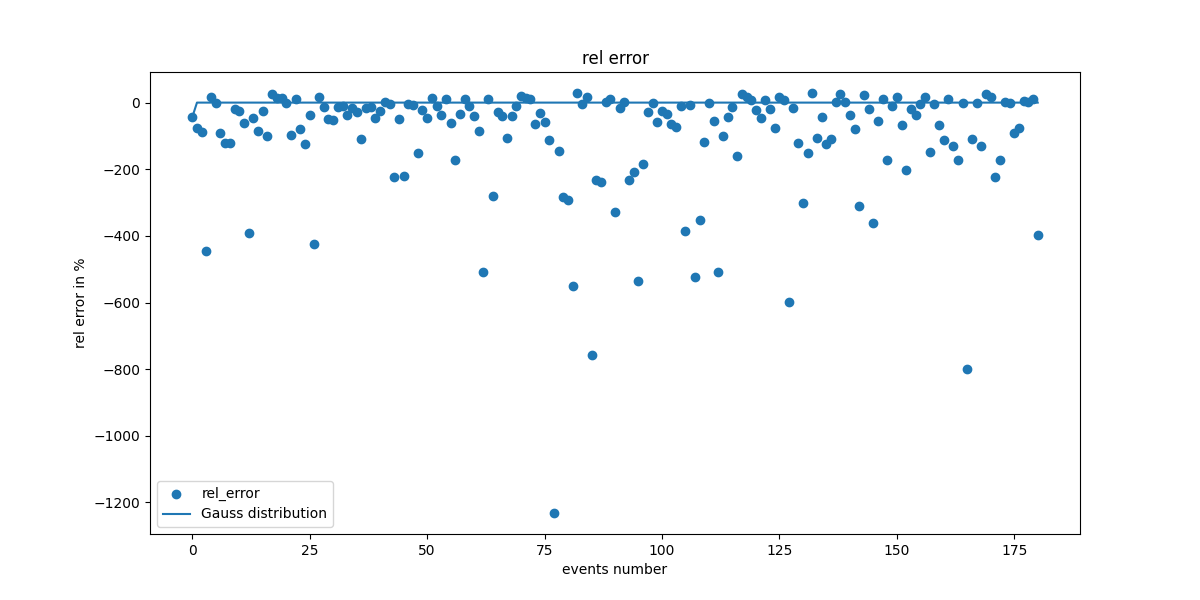 rel error
0
−200
−400
−600
−800
−1000
−1200
rel error in %
rel_error
Gauss distribution
0 25 50 75 100 125 150 175
events number